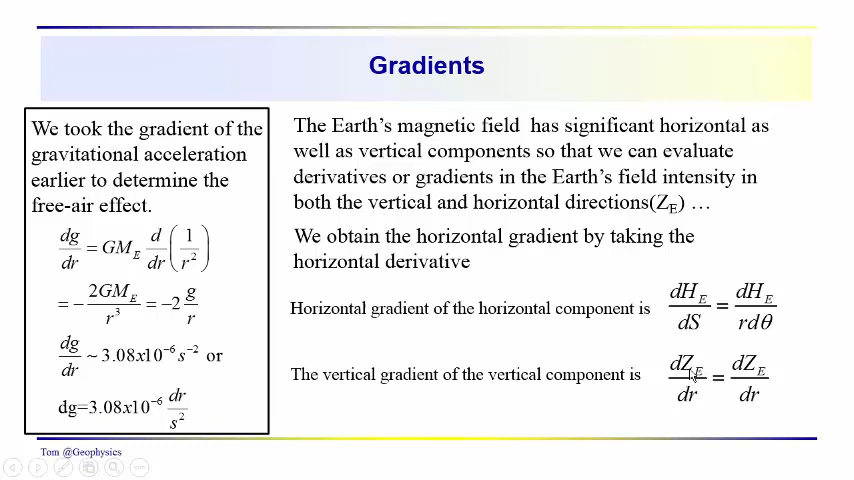 Gradients
We took the gradient of the
gravitational acceleration
earlier to determine the
free-air effect.
dg/dr = GM_E d/dr (1/r²)
= − 2GM_E/r³ = −2 g/r
dg/dr ~ 3.08x10⁻⁶ s⁻² or
dg=3.08x10⁻⁶ dr/s²
The Earth's magnetic field has significant horizontal as
well as vertical components so that we can evaluate
derivatives or gradients in the Earth's field intensity in
both the vertical and horizontal directions(Z_E) …
We obtain the horizontal gradient by taking the
horizontal derivative
Horizontal gradient of the horizontal component is dH_E/dS = dH_E/rdθ
The vertical gradient of the vertical component is dZ_E/dr = dZ_E/dr
Tom @Geophysics